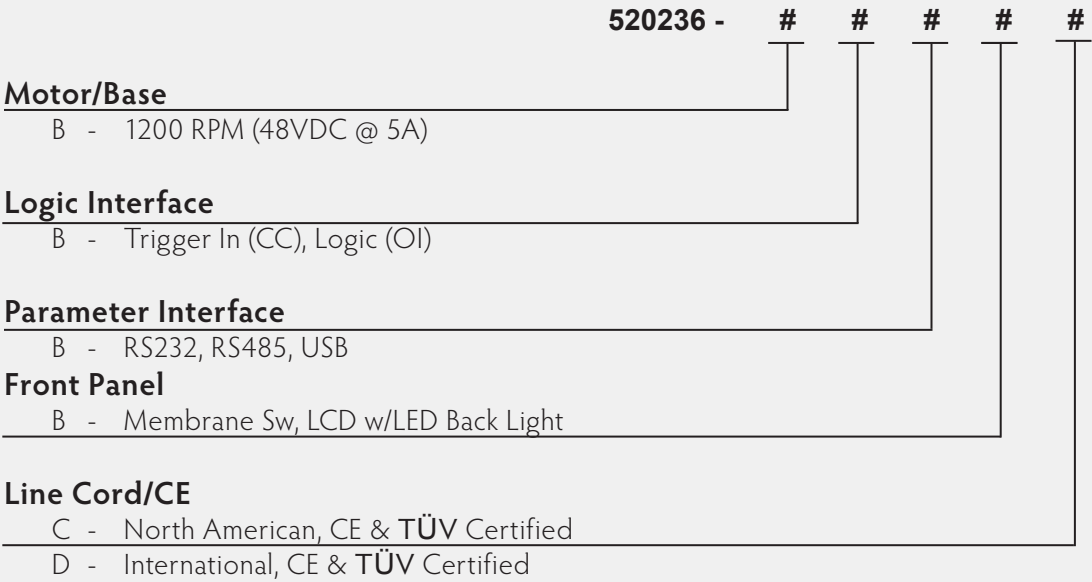 520236 - # # # # #
Motor/Base
B - 1200 RPM (48VDC @ 5A)
Logic Interface
B - Trigger In (CC), Logic (OI)
Parameter Interface
B - RS232, RS485, USB
Front Panel
B - Membrane Sw, LCD w/LED Back Light
Line Cord/CE
C - North American, CE & TÜV Certified
D - International, CE & TÜV Certified